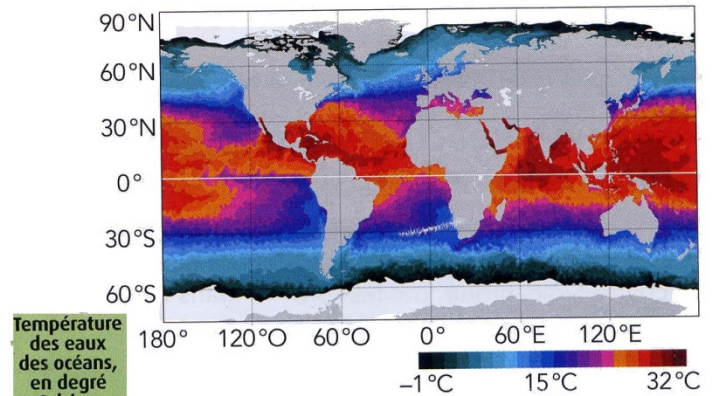 90°N
60°N
30°N
0°
30°S
60°S
180° 120°O 60°O 0° 60°E 120°E
Température
des eaux
des océans,
en degré
–1°C 15°C 32°C